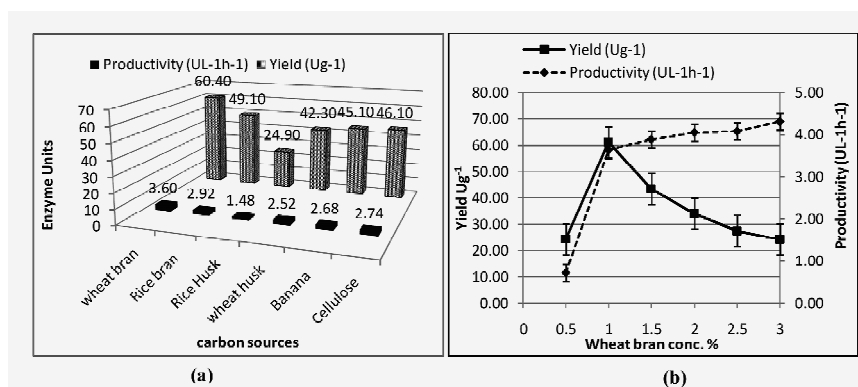 Productivity (UL-1h-1) Yield (Ug-1)
60.40
49.10
24.90
42.30 45.10 46.10
70
60
50
40
30
20
10
0
Enzyme Units
3.60
2.92
1.48
2.52
2.68
2.74
wheat bran
Rice bran
Rice Husk
wheat husk
Banana
Cellulose
carbon sources
(a)
Yield (Ug-1)
Productivity (UL-1h-1)
80.00
70.00
60.00
50.00
40.00
30.00
20.00
10.00
0.00
Yield Ug-1
5.00
4.00
3.00
2.00
1.00
0.00
Productivity (UL-1h-1)
0 0.5 1 1.5 2 2.5 3
Wheat bran conc. %
(b)